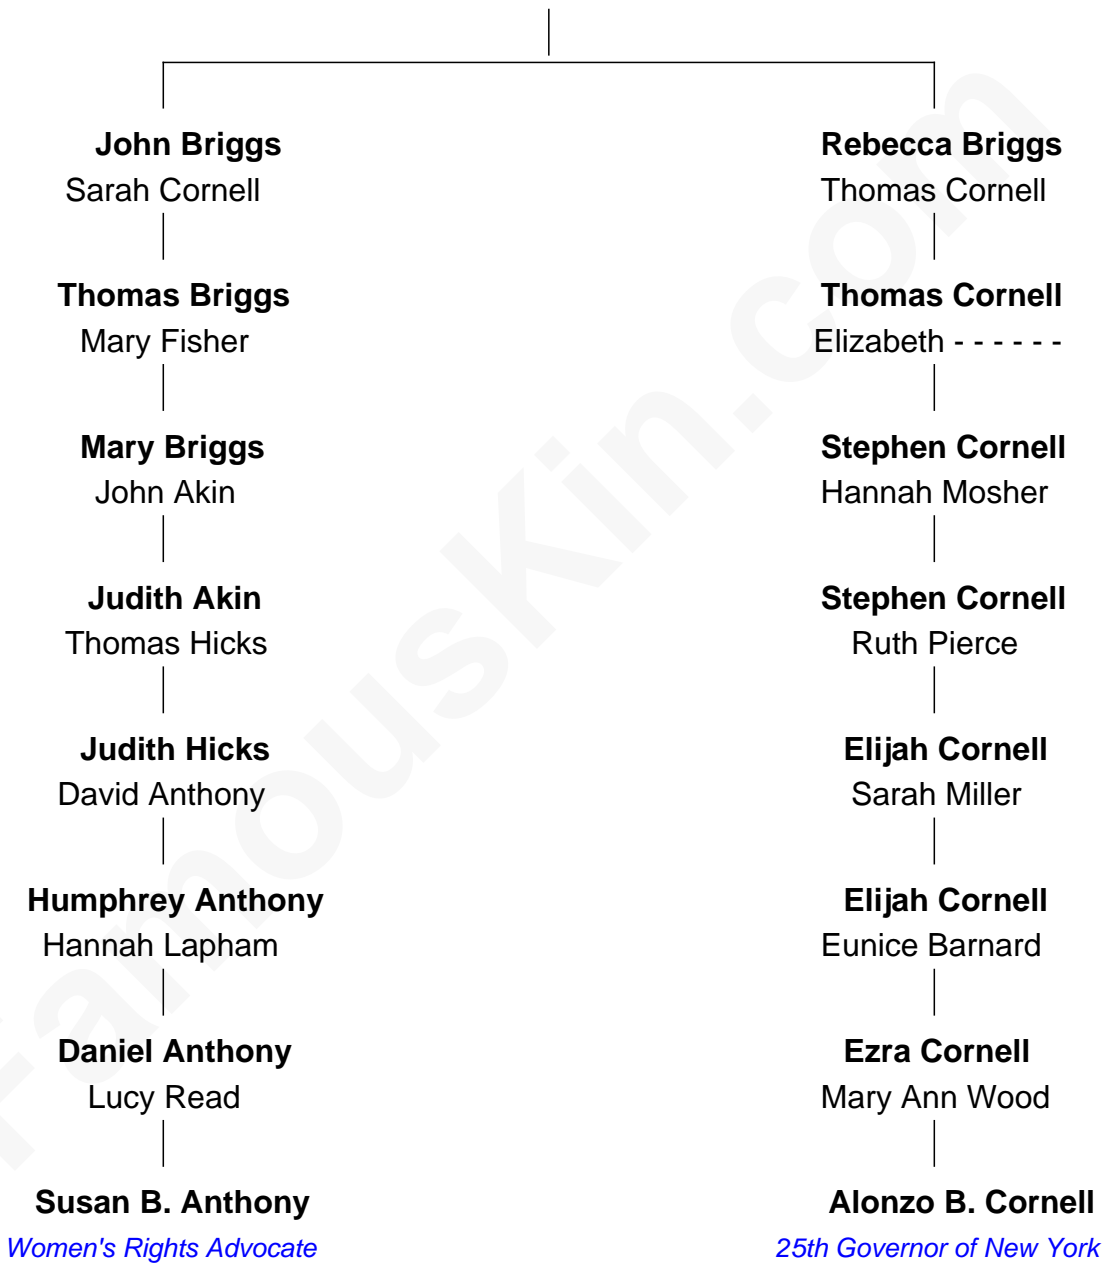 John Briggs
Sarah Cornell
Rebecca Briggs
Thomas Cornell
Thomas Briggs
Mary Fisher
Thomas Cornell
Elizabeth - - - - - -
Mary Briggs
John Akin
Stephen Cornell
Hannah Mosher
Judith Akin
Thomas Hicks
Stephen Cornell
Ruth Pierce
Judith Hicks
David Anthony
Elijah Cornell
Sarah Miller
Humphrey Anthony
Hannah Lapham
Elijah Cornell
Eunice Barnard
Daniel Anthony
Lucy Read
Ezra Cornell
Mary Ann Wood
Susan B. Anthony
Women's Rights Advocate
Alonzo B. Cornell
25th Governor of New York
FamousKin.com